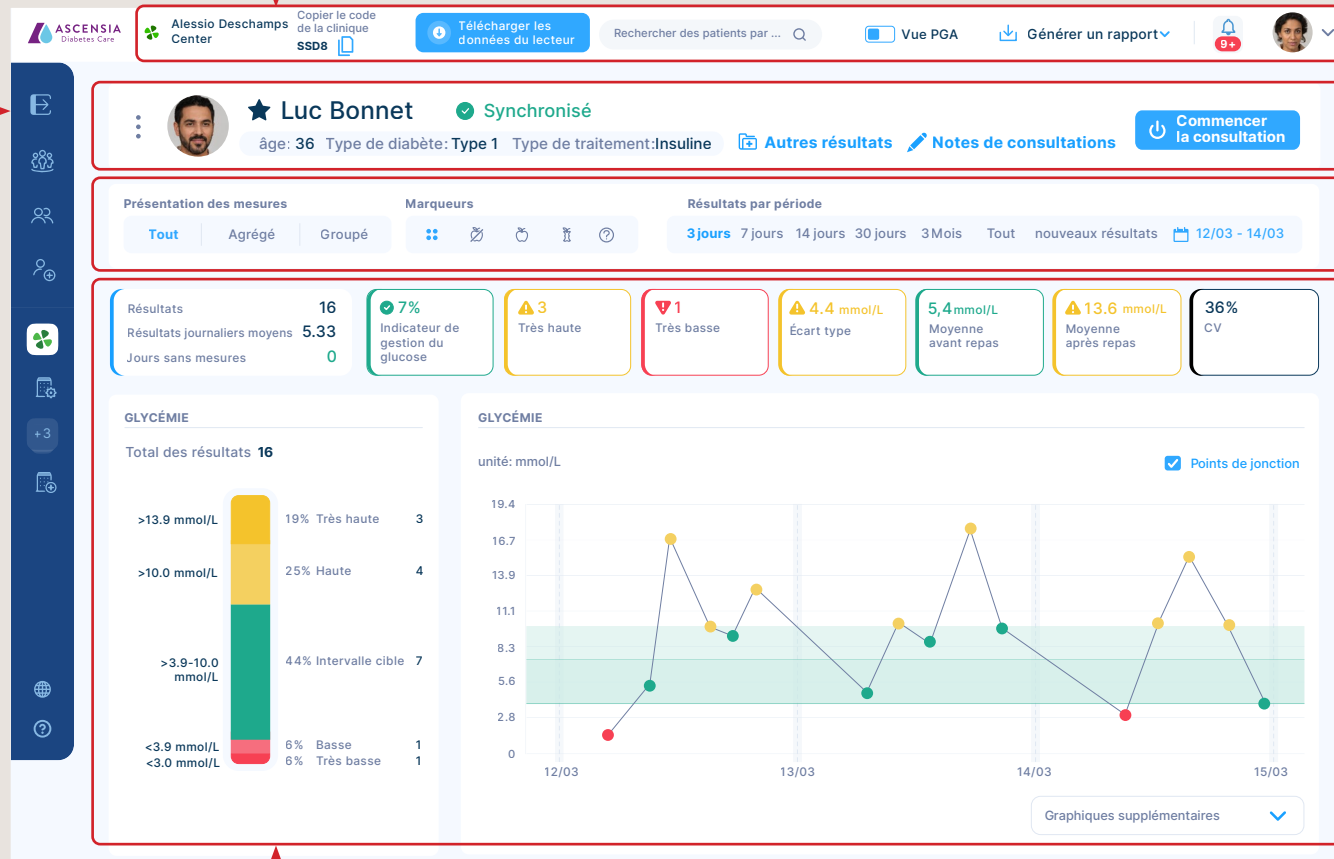 ASCENSIA
Diabetes Care
Alessio Deschamps
Center
Copier le code
de la clinique
SSD8
Télécharger les
données du lecteur
Rechercher des patients par ...
Vue PGA
Générer un rapport
9+
Luc Bonnet
Synchronisé
âge: 36 Type de diabète: Type 1 Type de traitement:Insuline
Autres résultats
Notes de consultations
Commencer
la consultation
Présentation des mesures
Marqueurs
Résultats par période
Tout Agrégé Groupé
3 jours 7 jours 14 jours 30 jours 3 Mois Tout nouveaux résultats 12/03 - 14/03
+3
Résultats 16
Résultats journaliers moyens 5.33
Jours sans mesures 0
7%
Indicateur de
gestion du
glucose
3
Très haute
1
Très basse
4.4 mmol/L
Écart type
5,4mmol/L
Moyenne
avant repas
13.6 mmol/L
Moyenne
après repas
36%
CV
GLYCÉMIE
Total des résultats 16
>13.9 mmol/L 19% Très haute 3
>10.0 mmol/L 25% Haute 4
>3.9-10.0
mmol/L
44% Intervalle cible 7
<3.9 mmol/L 6% Basse 1
<3.0 mmol/L 6% Très basse 1
GLYCÉMIE
unité: mmol/L
Points de jonction
19.4
16.7
13.9
11.1
8.3
5.6
2.8
0
12/03 13/03 14/03 15/03
Graphiques supplémentaires